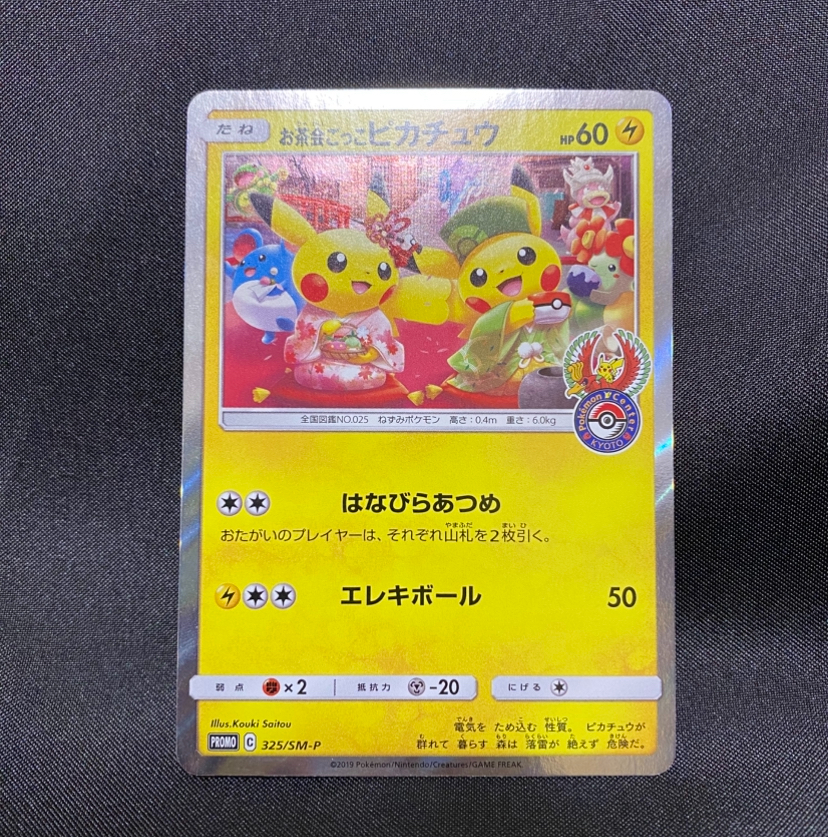 たね お茶会ごっこピカチュウ HP60
全国図鑑NO.025 ねずみポケモン 高さ:0.4m 重さ:6.0kg
Pokémon Center
KYOTO
はなびらあつめ
おたがいのプレイヤーは、それぞれ山札を2枚引く。
エレキボール 50
弱点 ×2 抵抗力 -20 にげる
Illus.Kouki Saitou
電気を ため込む 性質。 ピカチュウが
群れて 暮らす 森は 落雷が 絶えず 危険だ。
PROMO C 325/SM-P
©2019 Pokémon/Nintendo/Creatures/GAME FREAK.